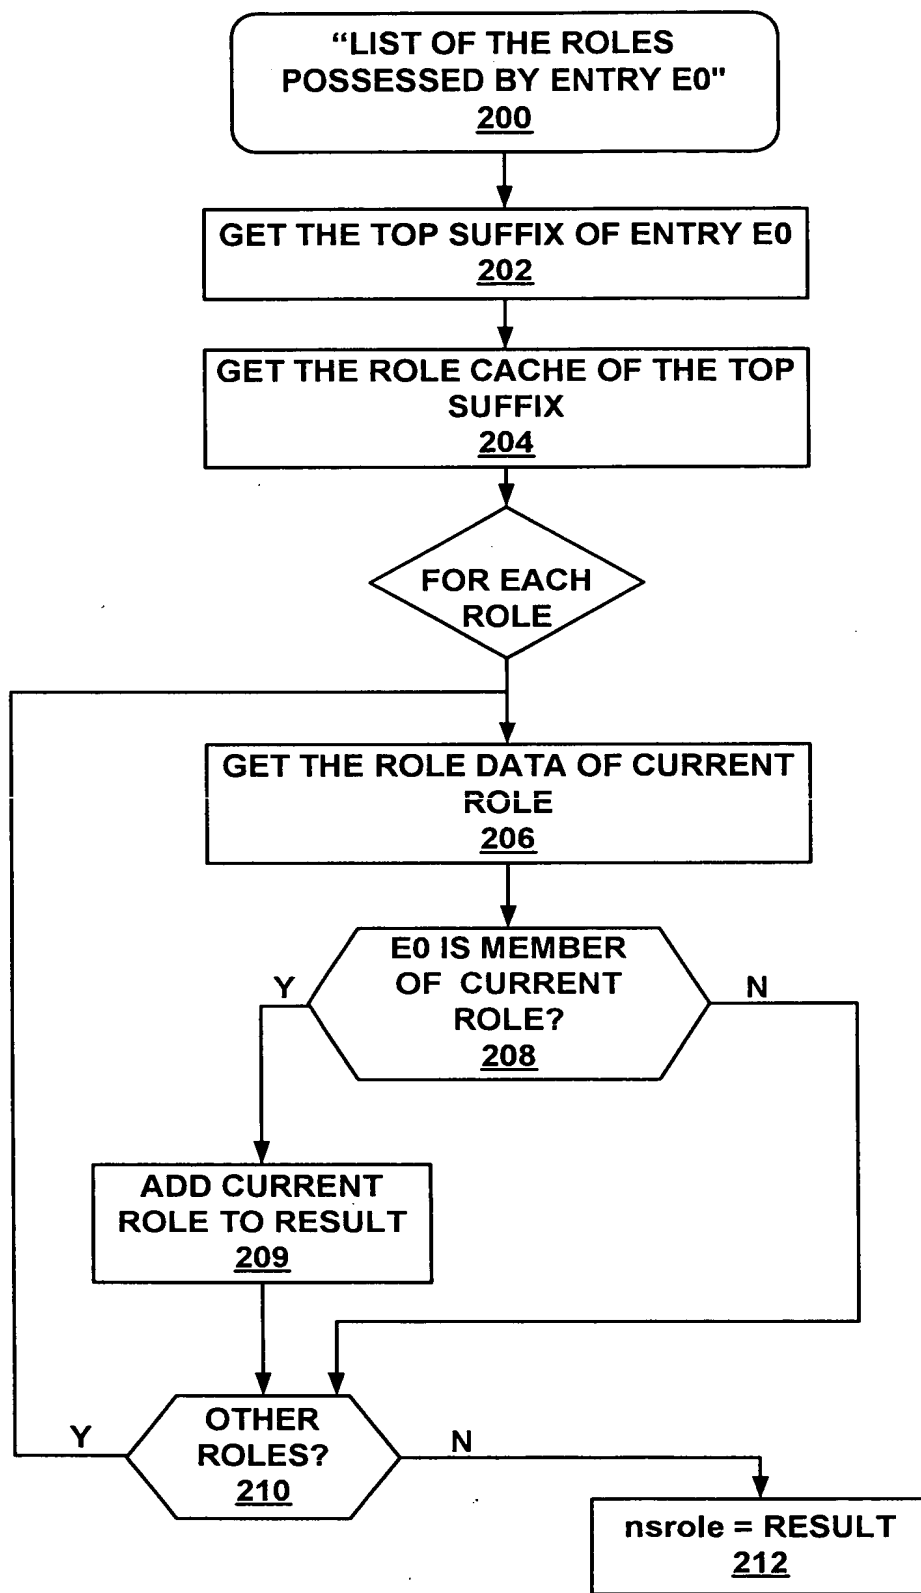 “LIST OF THE ROLES
POSSESSED BY ENTRY E0"
200
GET THE TOP SUFFIX OF ENTRY E0
202
GET THE ROLE CACHE OF THE TOP
SUFFIX
204
FOR EACH
ROLE
GET THE ROLE DATA OF CURRENT
ROLE
206
E0 IS MEMBER
OF CURRENT
ROLE?
208
Y
N
ADD CURRENT
ROLE TO RESULT
209
OTHER
ROLES?
210
Y
N
nsrole = RESULT
212